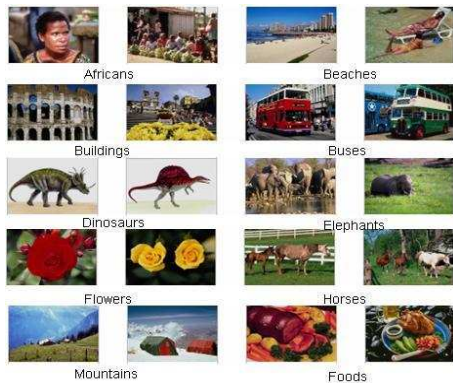 Africans
Beaches
Buildings
Buses
Dinosaurs
Elephants
Flowers
Horses
Mountains
Foods